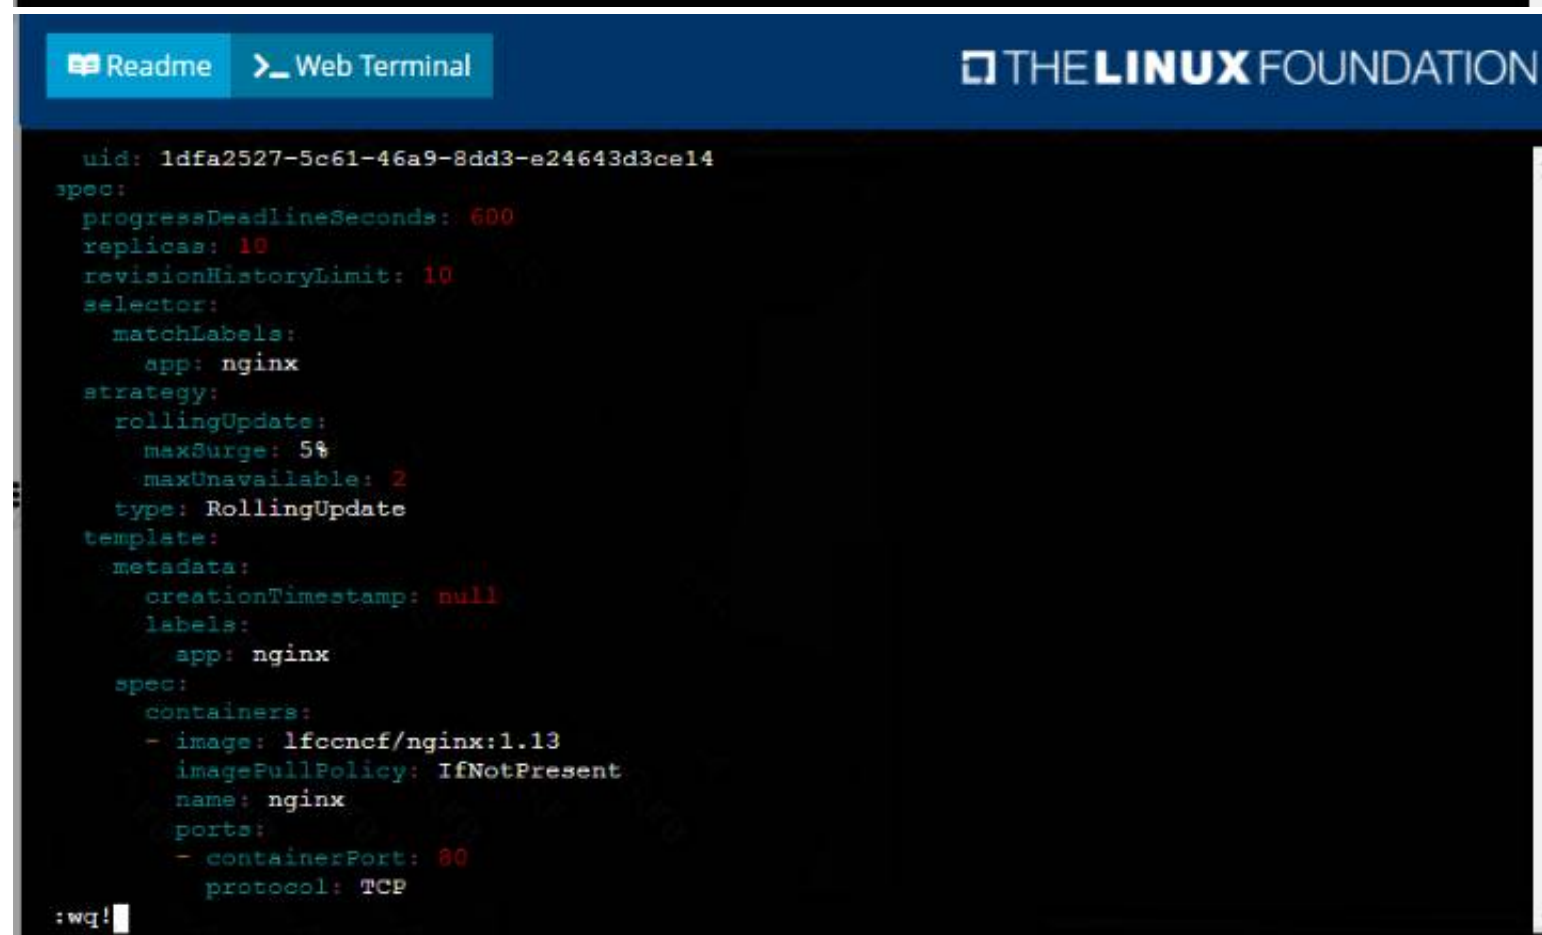 Readme >_ Web Terminal THE LINUX FOUNDATION
uid: 1dfa2527-5c61-46a9-8dd3-e24643d3ce14
spec:
progressDeadlineSeconds: 600
replicas: 10
revisionHistoryLimit: 10
selector:
matchLabels:
app: nginx
strategy:
rollingUpdate:
maxSurge: 5%
maxUnavailable: 2
type: RollingUpdate
template:
metadata:
creationTimestamp: null
labels:
app: nginx
spec:
containers:
- image: lfccncf/nginx:1.13
imagePullPolicy: IfNotPresent
name: nginx
ports:
- containerPort: 80
protocol: TCP
:wq!